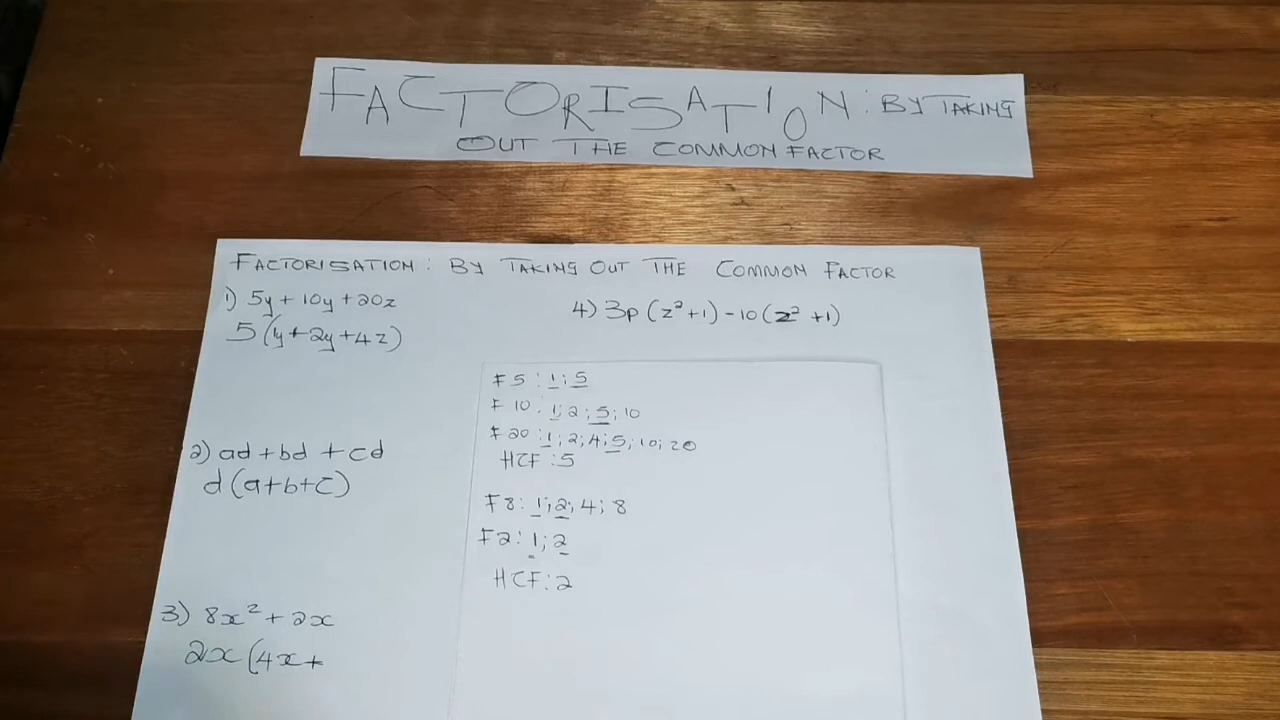 FACTORISATION: BY TAKING
OUT THE COMMON FACTOR
FACTORISATION: BY TAKING OUT THE COMMON FACTOR
1) 5y + 10y + 20z
5(y + 2y + 4z)
2) ad + bd + cd
d(a+b+c)
3) 8x² + 2x
2x(4x+
4) 3p(z²+1) - 10(z²+1)
F5: 1; 5
F10: 1; 2; 5; 10
F20: 1; 2; 4; 5; 10; 20
HCF: 5
F8: 1; 2; 4; 8
F2: 1; 2
HCF: 2